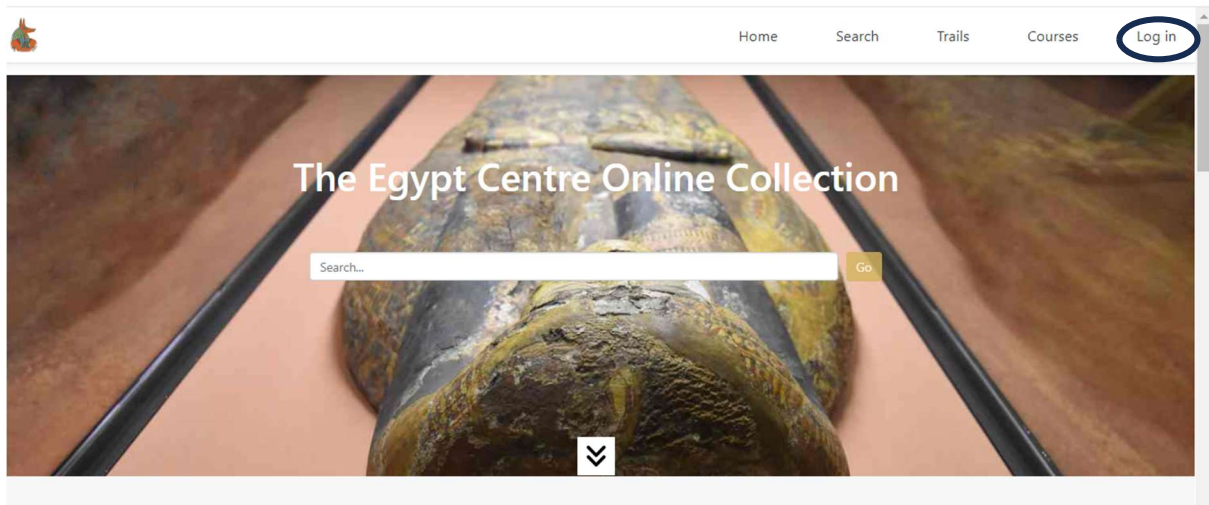 Home Search Trails Courses Log in
The Egypt Centre Online Collection
Search... Go